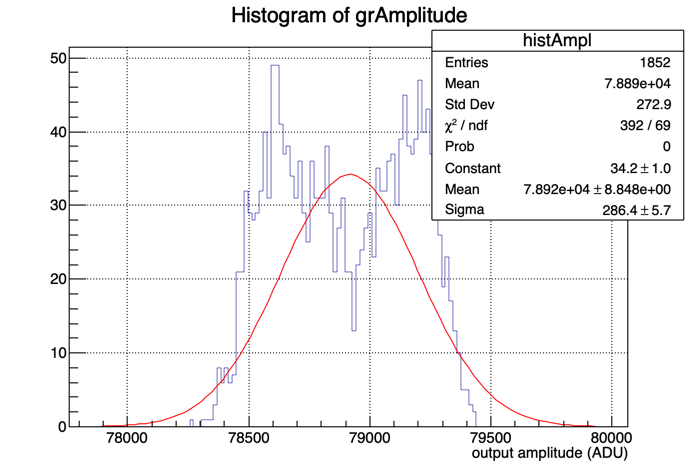 Histogram of grAmplitude
histAmpl
Entries 1852
Mean 7.889e+04
Std Dev 272.9
χ² / ndf 392 / 69
Prob 0
Constant 34.2 ± 1.0
Mean 7.892e+04 ± 8.848e+00
Sigma 286.4 ± 5.7
50
40
30
20
10
0
78000 78500 79000 79500 80000
output amplitude (ADU)